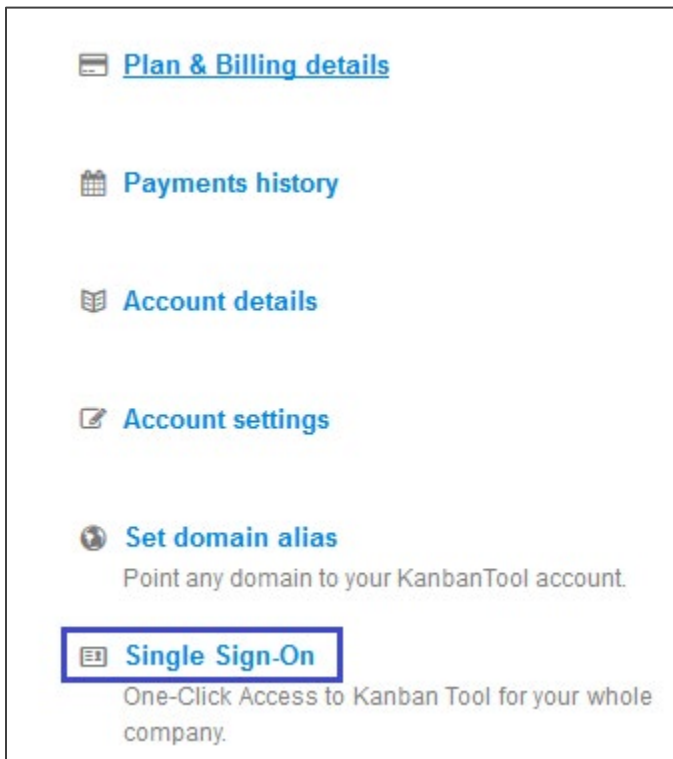 Plan & Billing details
Payments history
Account details
Account settings
Set domain alias
Point any domain to your KanbanTool account.
Single Sign-On
One-Click Access to Kanban Tool for your whole
company.